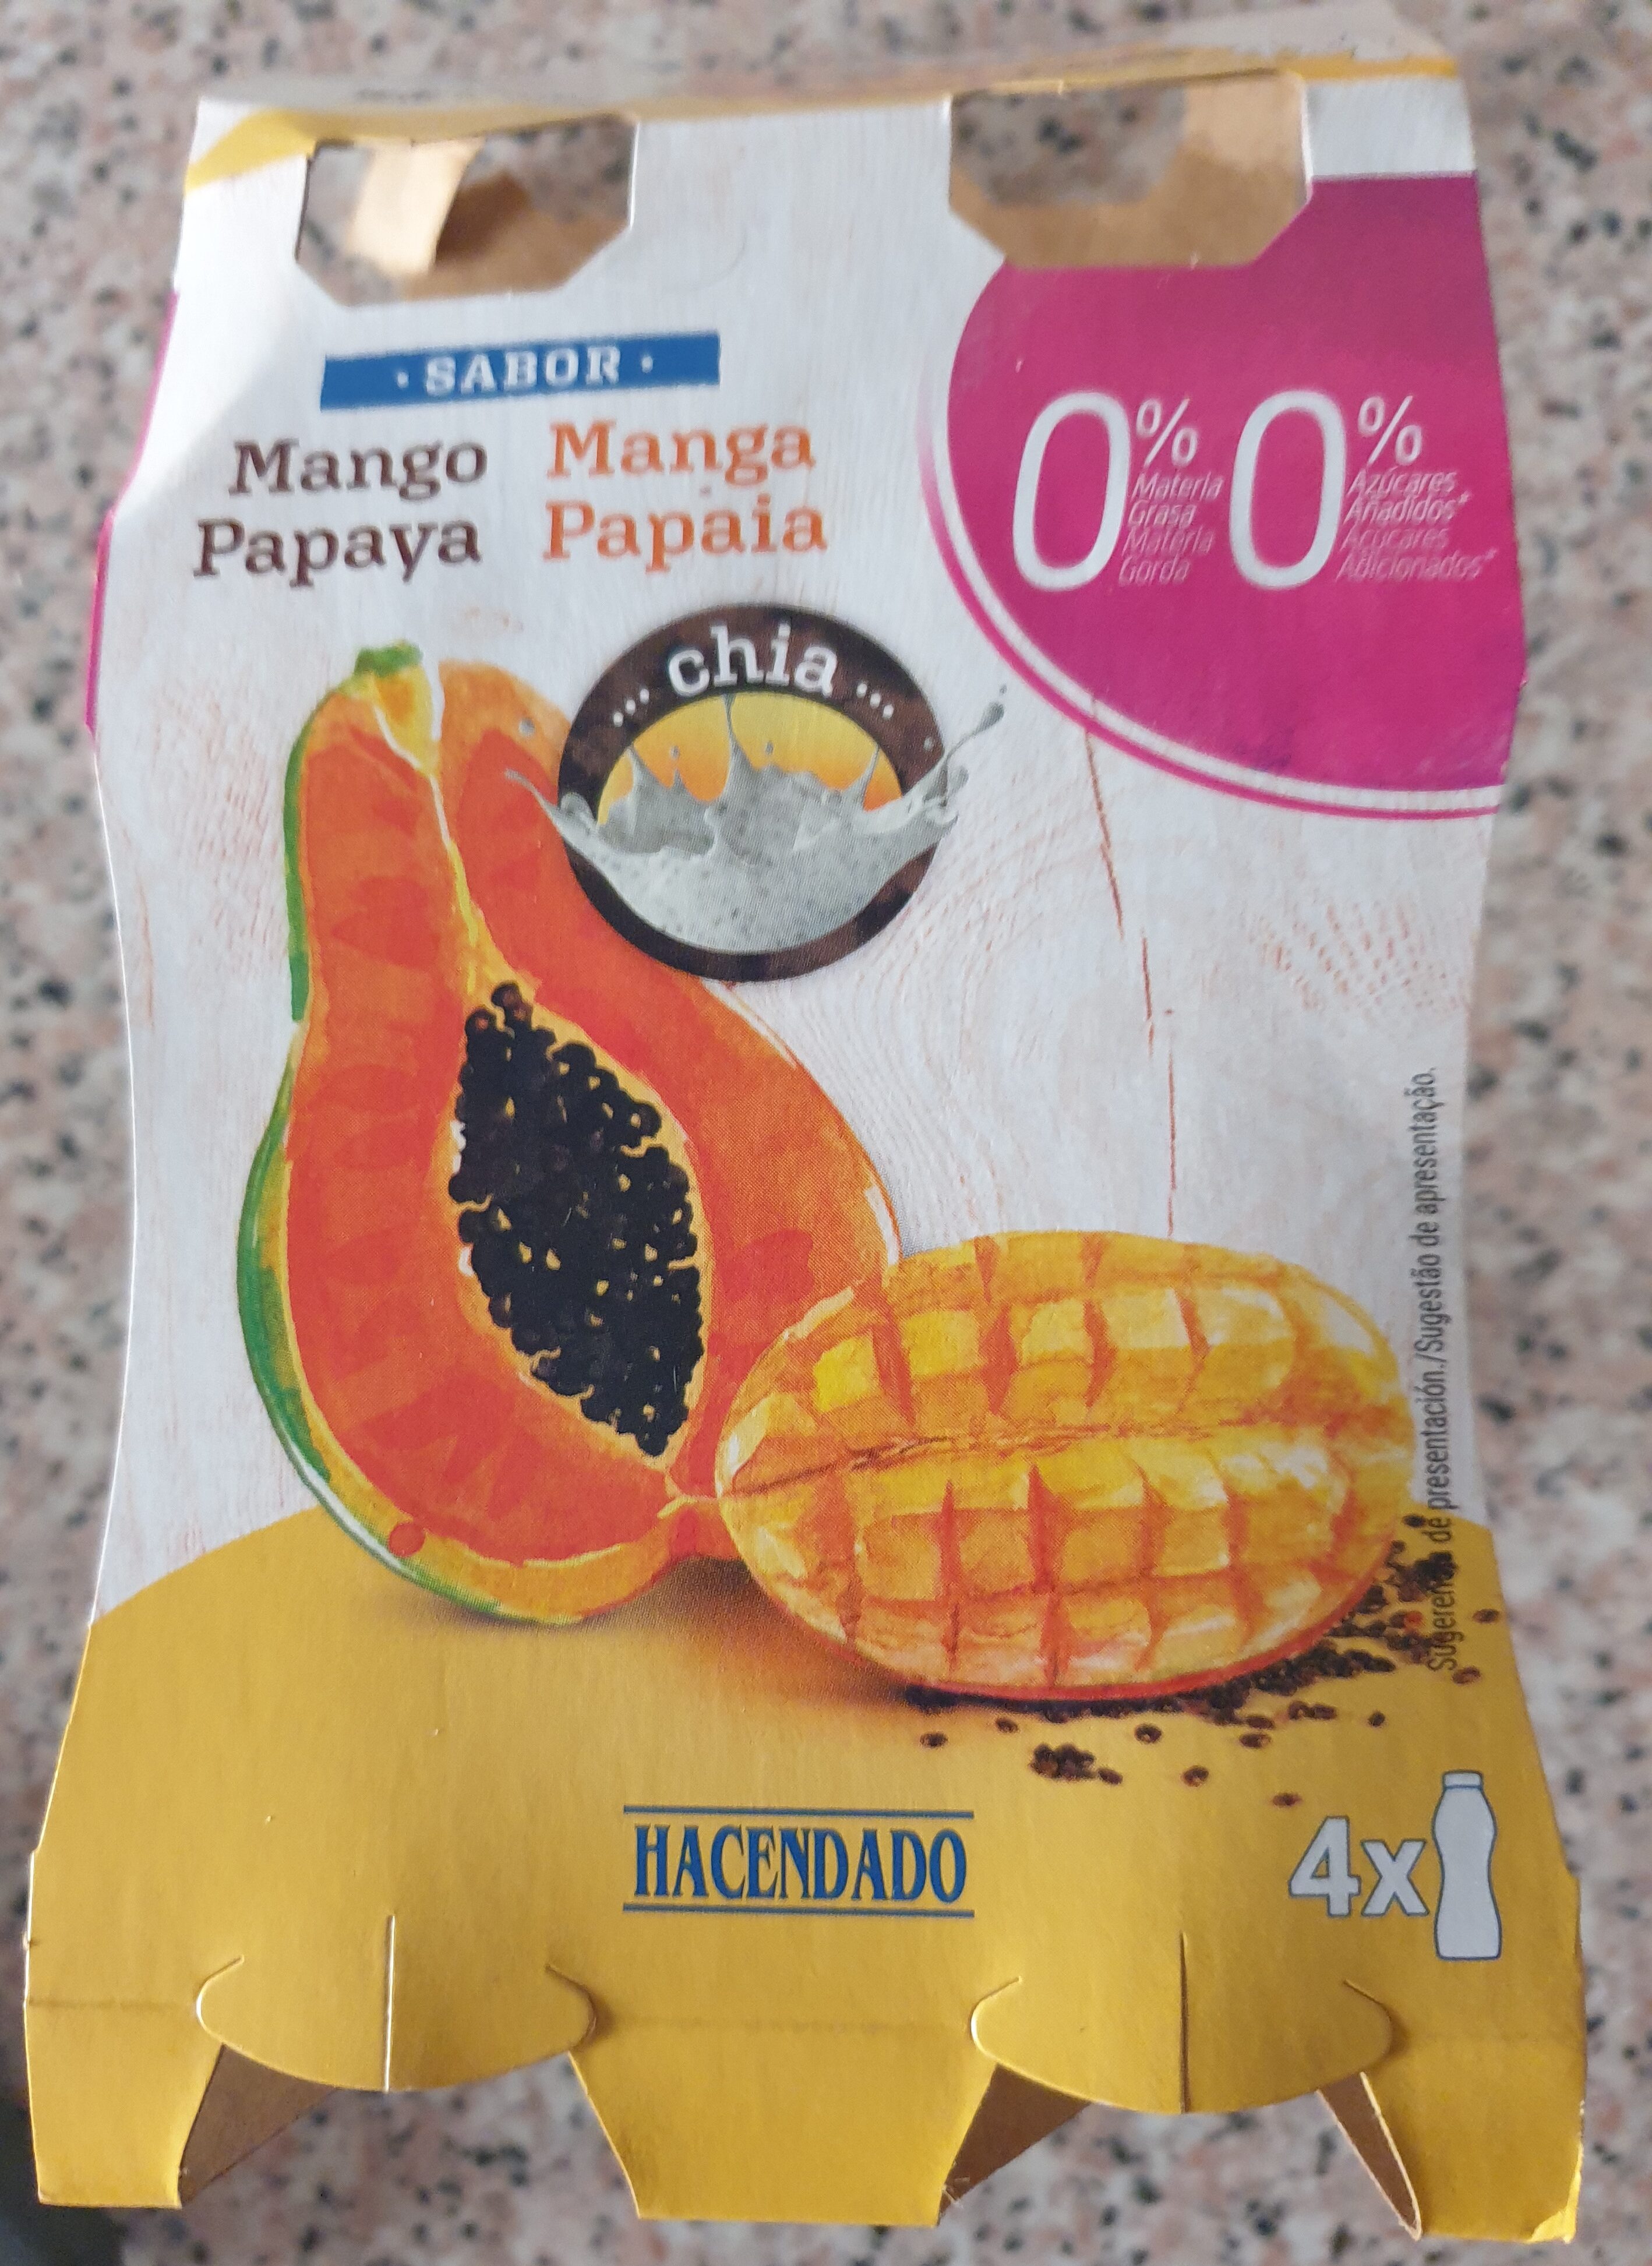 · SABOR ·
Mango
Papaya
Manga
Papaia
0%
Materia
Grasa
Matéria
Gorda
0%
Azúcares
Añadidos*
Açúcares
Adicionados*
... chia ...
Sugerencia de presentación./Sugestão de apresentação.
HACENDADO
4x